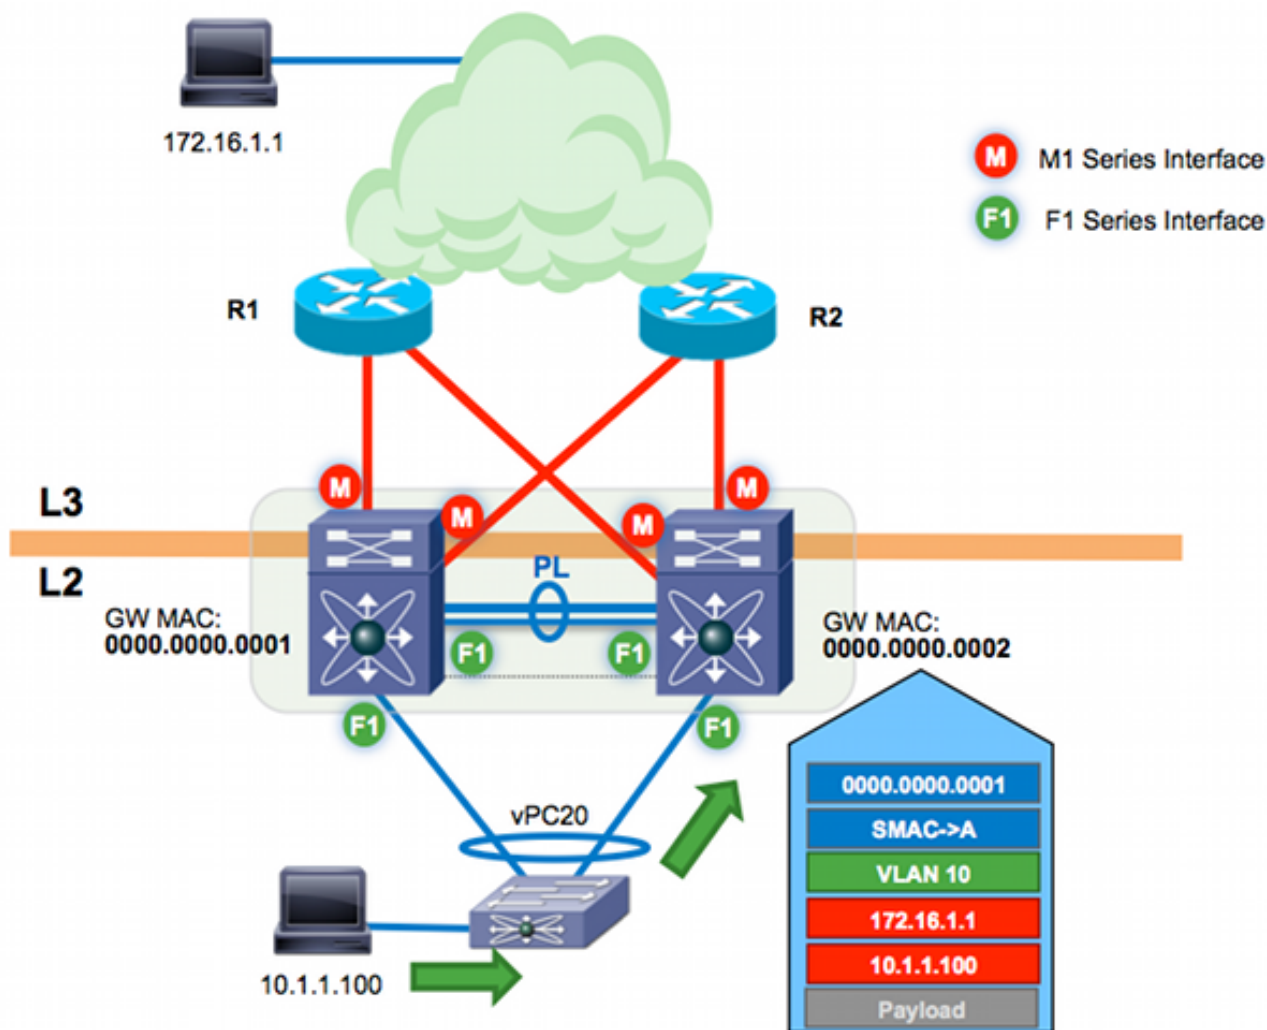 172.16.1.1
M M1 Series Interface
F1 F1 Series Interface
R1
R2
M
M
M
M
L3
L2
PL
GW MAC:
0000.0000.0001
GW MAC:
0000.0000.0002
F1
F1
F1
F1
vPC20
10.1.1.100
0000.0000.0001
SMAC->A
VLAN 10
172.16.1.1
10.1.1.100
Payload